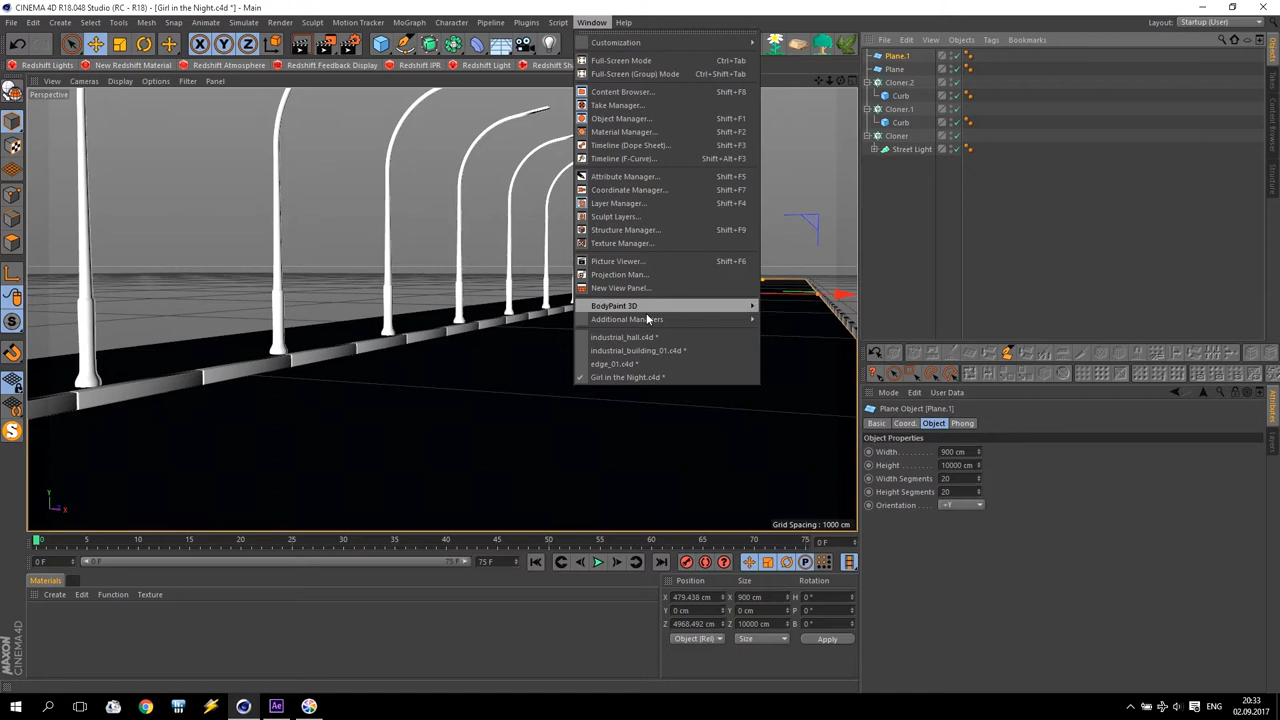 CINEMA 4D R18.048 Studio (RC - R18) - [Girl in the Night.c4d *] - Main
File Edit Create Select Tools Mesh Snap Animate Simulate Render Sculpt Motion Tracker MoGraph Character Pipeline Plugins Script Window Help
Layout: Startup (User)
Redshift Lights New Redshift Material Redshift Atmosphere Redshift Feedback Display Redshift IPR Redshift Lights
View Cameras Display Options Filter Panel
Perspective
Customization
Full-Screen Mode Ctrl+Tab
Full-Screen (Group) Mode Ctrl+Shift+Tab
Content Browser... Shift+F8
Take Manager...
Object Manager... Shift+F1
Material Manager... Shift+F2
Timeline (Dope Sheet)... Shift+F3
Timeline (F-Curve)... Shift+Alt+F3
Attribute Manager... Shift+F5
Coordinate Manager... Shift+F7
Layer Manager... Shift+F4
Sculpt Layers...
Structure Manager... Shift+F9
Texture Manager...
Picture Viewer... Shift+F6
Projection Man...
New View Panel...
BodyPaint 3D
Additional Managers
industrial_hall.c4d *
industrial_building_01.c4d *
edge_01.c4d *
Girl in the Night.c4d *
File Edit View Objects Tags Bookmarks
Plane.1
Plane
Cloner.2
Curb
Cloner.1
Curb
Cloner
Street Light
Objects
Takes
Structure
Mode Edit User Data
Plane Object [Plane.1]
Basic Coord. Object Phong
Object Properties
Width 900 cm
Height 10000 cm
Width Segments 20
Height Segments 20
Orientation +Y
Attributes
Layers
Y
X
Grid Spacing : 1000 cm
0 5 10 15 20 25 30 35 40 45 50 55 60 65 70 75 0 F
0 F 0 F 75 F 75 F
Materials
Create Edit Function Texture
Position Size Rotation
X 479.438 cm X 900 cm H 0 °
Y 0 cm Y 0 cm P 0 °
Z 4968.492 cm Z 10000 cm B 0 °
Object (Rel) Size Apply
MAXON CINEMA 4D
ENG
20:33
02.09.2017